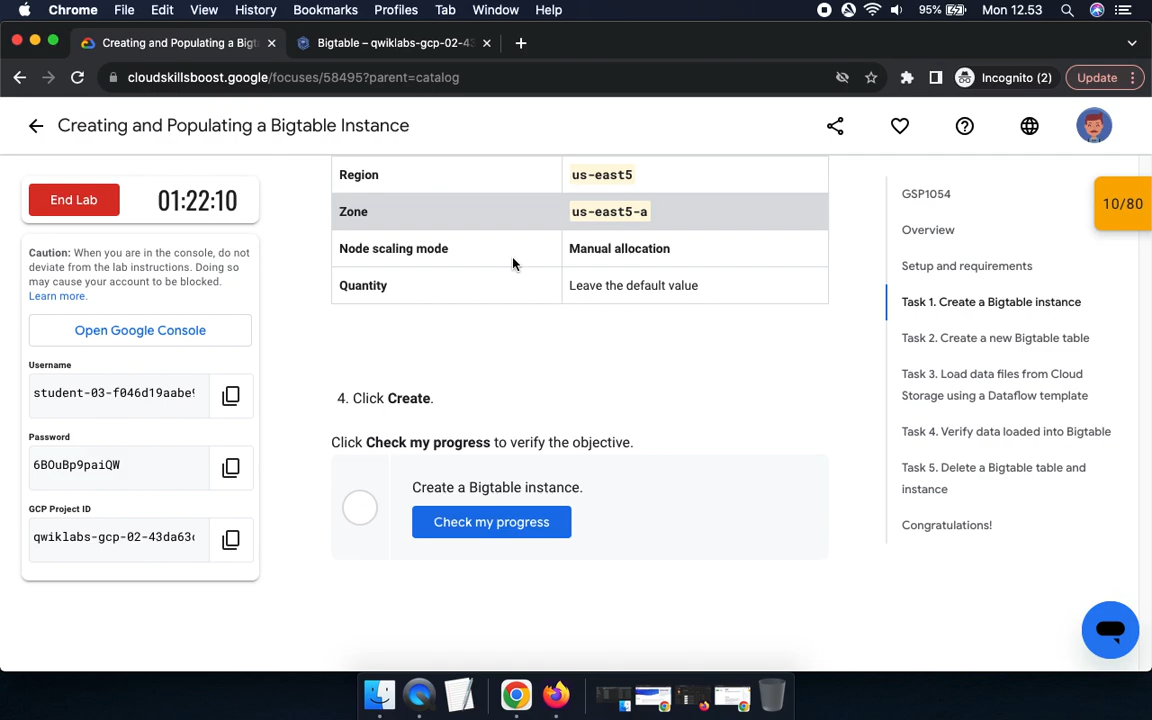 Chrome File Edit View History Bookmarks Profiles Tab Window Help 95% Mon 12.53
Creating and Populating a Bigt
Bigtable – qwiklabs-gcp-02-43
cloudskillsboost.google/focuses/58495?parent=catalog
Incognito (2)
Update
Creating and Populating a Bigtable Instance
End Lab
01:22:10
Caution: When you are in the console, do not
deviate from the lab instructions. Doing so
may cause your account to be blocked.
Learn more.
Open Google Console
Username
student-03-f046d19aabe9
Password
6BOuBp9paiQW
GCP Project ID
qwiklabs-gcp-02-43da63c
Region us-east5
Zone us-east5-a
Node scaling mode Manual allocation
Quantity Leave the default value
4. Click Create.
Click Check my progress to verify the objective.
Create a Bigtable instance.
Check my progress
GSP1054
Overview
Setup and requirements
Task 1. Create a Bigtable instance
Task 2. Create a new Bigtable table
Task 3. Load data files from Cloud
Storage using a Dataflow template
Task 4. Verify data loaded into Bigtable
Task 5. Delete a Bigtable table and
instance
Congratulations!
10/80